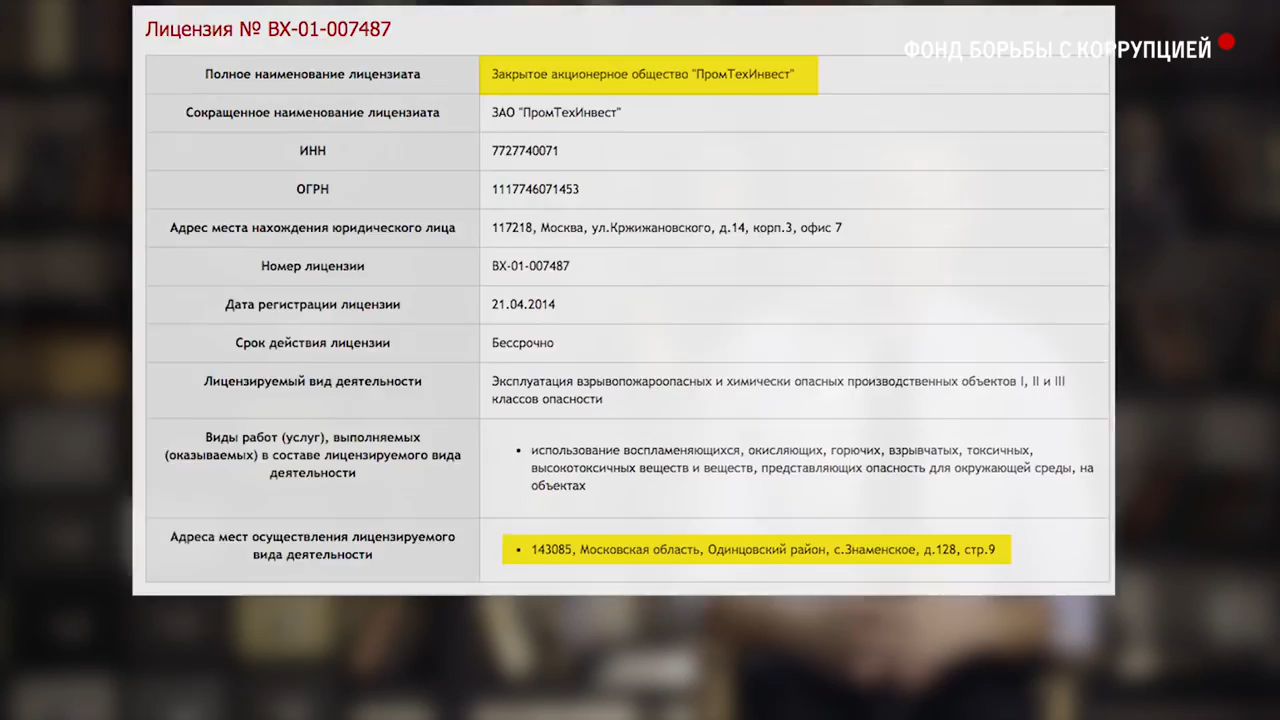 Лицензия № ВХ-01-007487
ФОНД БОРЬБЫ С КОРРУПЦИЕЙ
Полное наименование лицензиата
Закрытое акционерное общество "ПромТехИнвест"
Сокращенное наименование лицензиата
ЗАО "ПромТехИнвест"
ИНН
7727740071
ОГРН
1117746071453
Адрес места нахождения юридического лица
117218, Москва, ул.Кржижановского, д.14, корп.3, офис 7
Номер лицензии
ВХ-01-007487
Дата регистрации лицензии
21.04.2014
Срок действия лицензии
Бессрочно
Лицензируемый вид деятельности
Эксплуатация взрывопожароопасных и химически опасных производственных объектов I, II и III
классов опасности
Виды работ (услуг), выполняемых
(оказываемых) в составе лицензируемого вида
деятельности
• использование воспламеняющихся, окисляющих, горючих, взрывчатых, токсичных,
высокотоксичных веществ и веществ, представляющих опасность для окружающей среды, на
объектах
Адреса мест осуществления лицензируемого
вида деятельности
• 143085, Московская область, Одинцовский район, с.Знаменское, д.128, стр.9